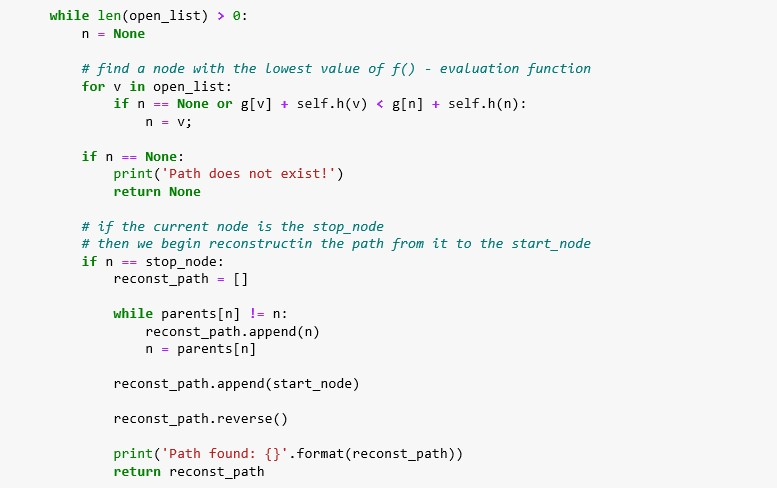 while len(open_list) > 0:
n = None
# find a node with the lowest value of f() - evaluation function
for v in open_list:
if n == None or g[v] + self.h(v) < g[n] + self.h(n):
n = v;
if n == None:
print('Path does not exist!')
return None
# if the current node is the stop_node
# then we begin reconstructin the path from it to the start_node
if n == stop_node:
reconst_path = []
while parents[n] != n:
reconst_path.append(n)
n = parents[n]
reconst_path.append(start_node)
reconst_path.reverse()
print('Path found: {}'.format(reconst_path))
return reconst_path